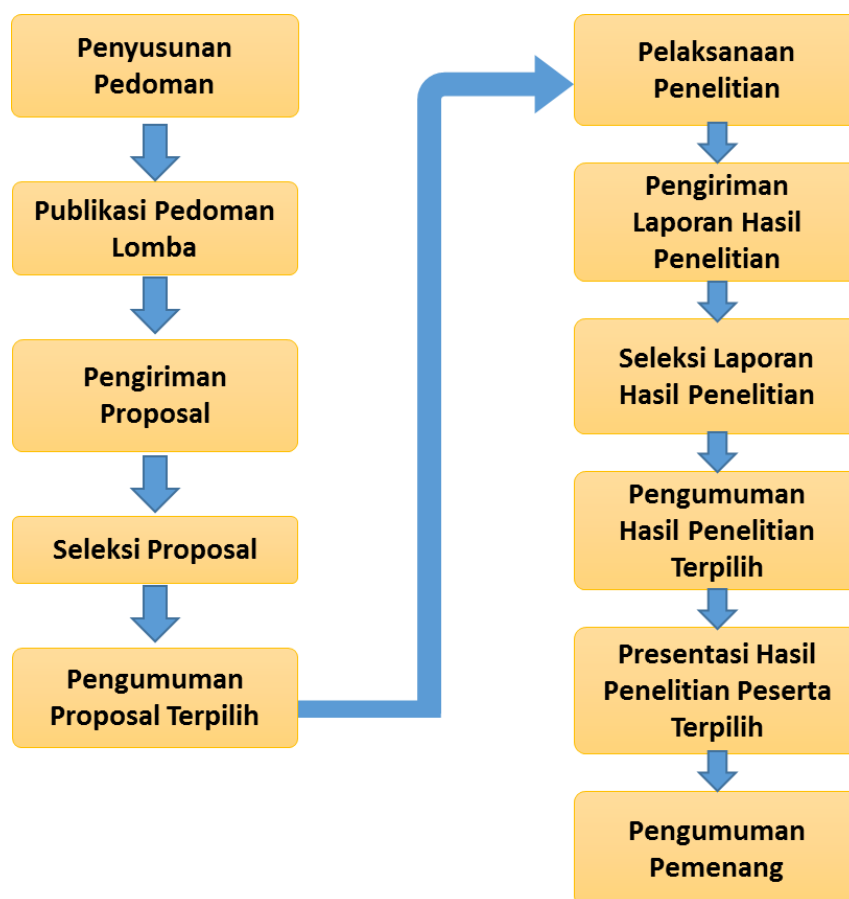 Penyusunan
Pedoman
Publikasi Pedoman
Lomba
Pengiriman
Proposal
Seleksi Proposal
Pengumuman
Proposal Terpilih
Pelaksanaan
Penelitian
Pengiriman
Laporan Hasil
Penelitian
Seleksi Laporan
Hasil Penelitian
Pengumuman
Hasil Penelitian
Terpilih
Presentasi Hasil
Penelitian Peserta
Terpilih
Pengumuman
Pemenang